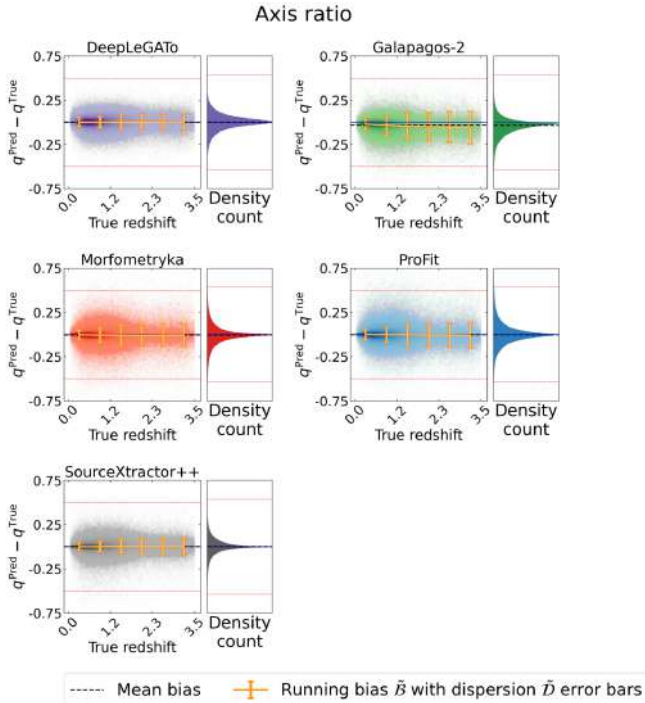 Axis ratio
DeepLeGATo
Galapagos-2
0.75
0.25
-0.25
-0.75
q^Pred − q^True
0.0
1.2
2.3
3.5
True redshift
Density
count
0.75
0.25
-0.25
-0.75
q^Pred − q^True
0.0
1.2
2.3
3.5
True redshift
Density
count
Morfometryka
ProFit
0.75
0.25
-0.25
-0.75
q^Pred − q^True
0.0
1.2
2.3
3.5
True redshift
Density
count
0.75
0.25
-0.25
-0.75
q^Pred − q^True
0.0
1.2
2.3
3.5
True redshift
Density
count
SourceXtractor++
0.75
0.25
-0.25
-0.75
q^Pred − q^True
0.0
1.2
2.3
3.5
True redshift
Density
count
Mean bias
Running bias B̃ with dispersion D̃ error bars